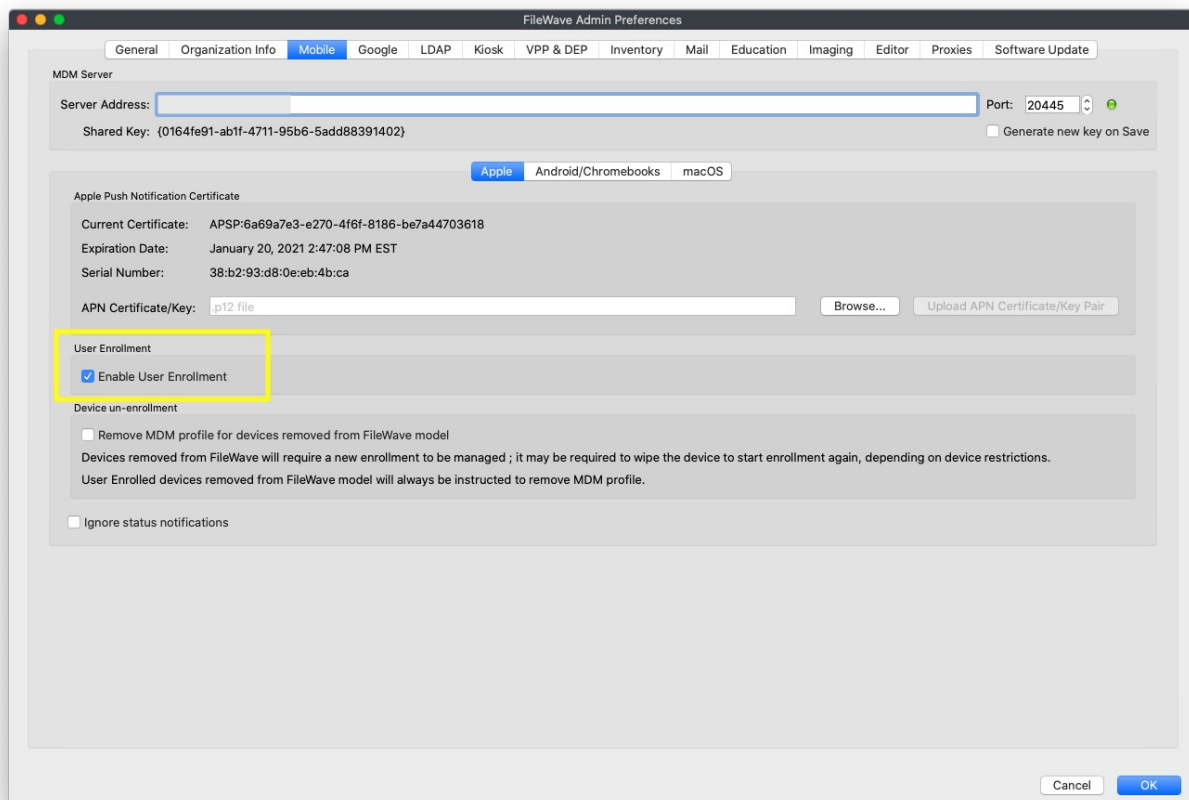 FileWave Admin Preferences
General Organization Info Mobile Google LDAP Kiosk VPP & DEP Inventory Mail Education Imaging Editor Proxies Software Update
MDM Server
Server Address: Port: 20445
Shared Key: {0164fe91-ab1f-4711-95b6-5add88391402} Generate new key on Save
Apple Android/Chromebooks macOS
Apple Push Notification Certificate
Current Certificate: APSP:6a69a7e3-e270-4f6f-8186-be7a44703618
Expiration Date: January 20, 2021 2:47:08 PM EST
Serial Number: 38:b2:93:d8:0e:eb:4b:ca
APN Certificate/Key: .p12 file Browse... Upload APN Certificate/Key Pair
User Enrollment
Enable User Enrollment
Device un-enrollment
Remove MDM profile for devices removed from FileWave model
Devices removed from FileWave will require a new enrollment to be managed ; it may be required to wipe the device to start enrollment again, depending on device restrictions.
User Enrolled devices removed from FileWave model will always be instructed to remove MDM profile.
Ignore status notifications
Cancel OK